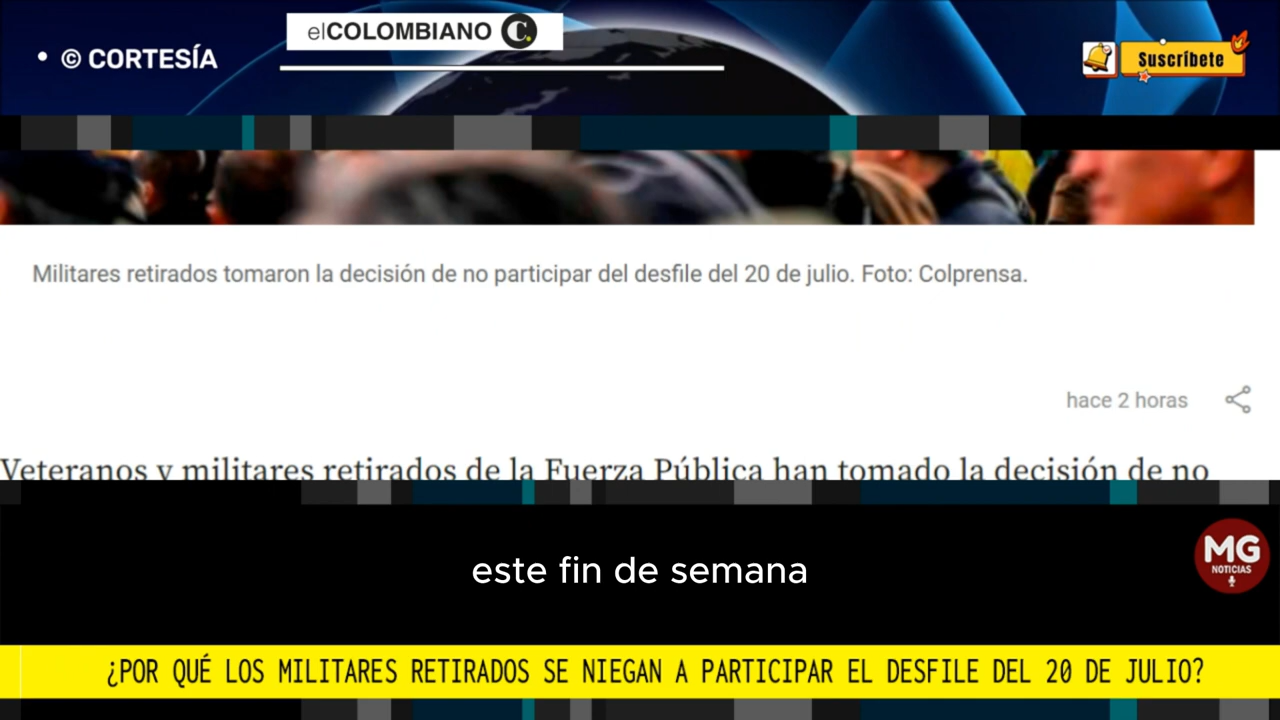 elCOLOMBIANO C.
• © CORTESÍA
Suscríbete
Militares retirados tomaron la decisión de no participar del desfile del 20 de julio. Foto: Colprensa.
hace 2 horas
Veteranos y militares retirados de la Fuerza Pública han tomado la decisión de no
este fin de semana
MG
NOTICIAS
¿POR QUÉ LOS MILITARES RETIRADOS SE NIEGAN A PARTICIPAR EL DESFILE DEL 20 DE JULIO?